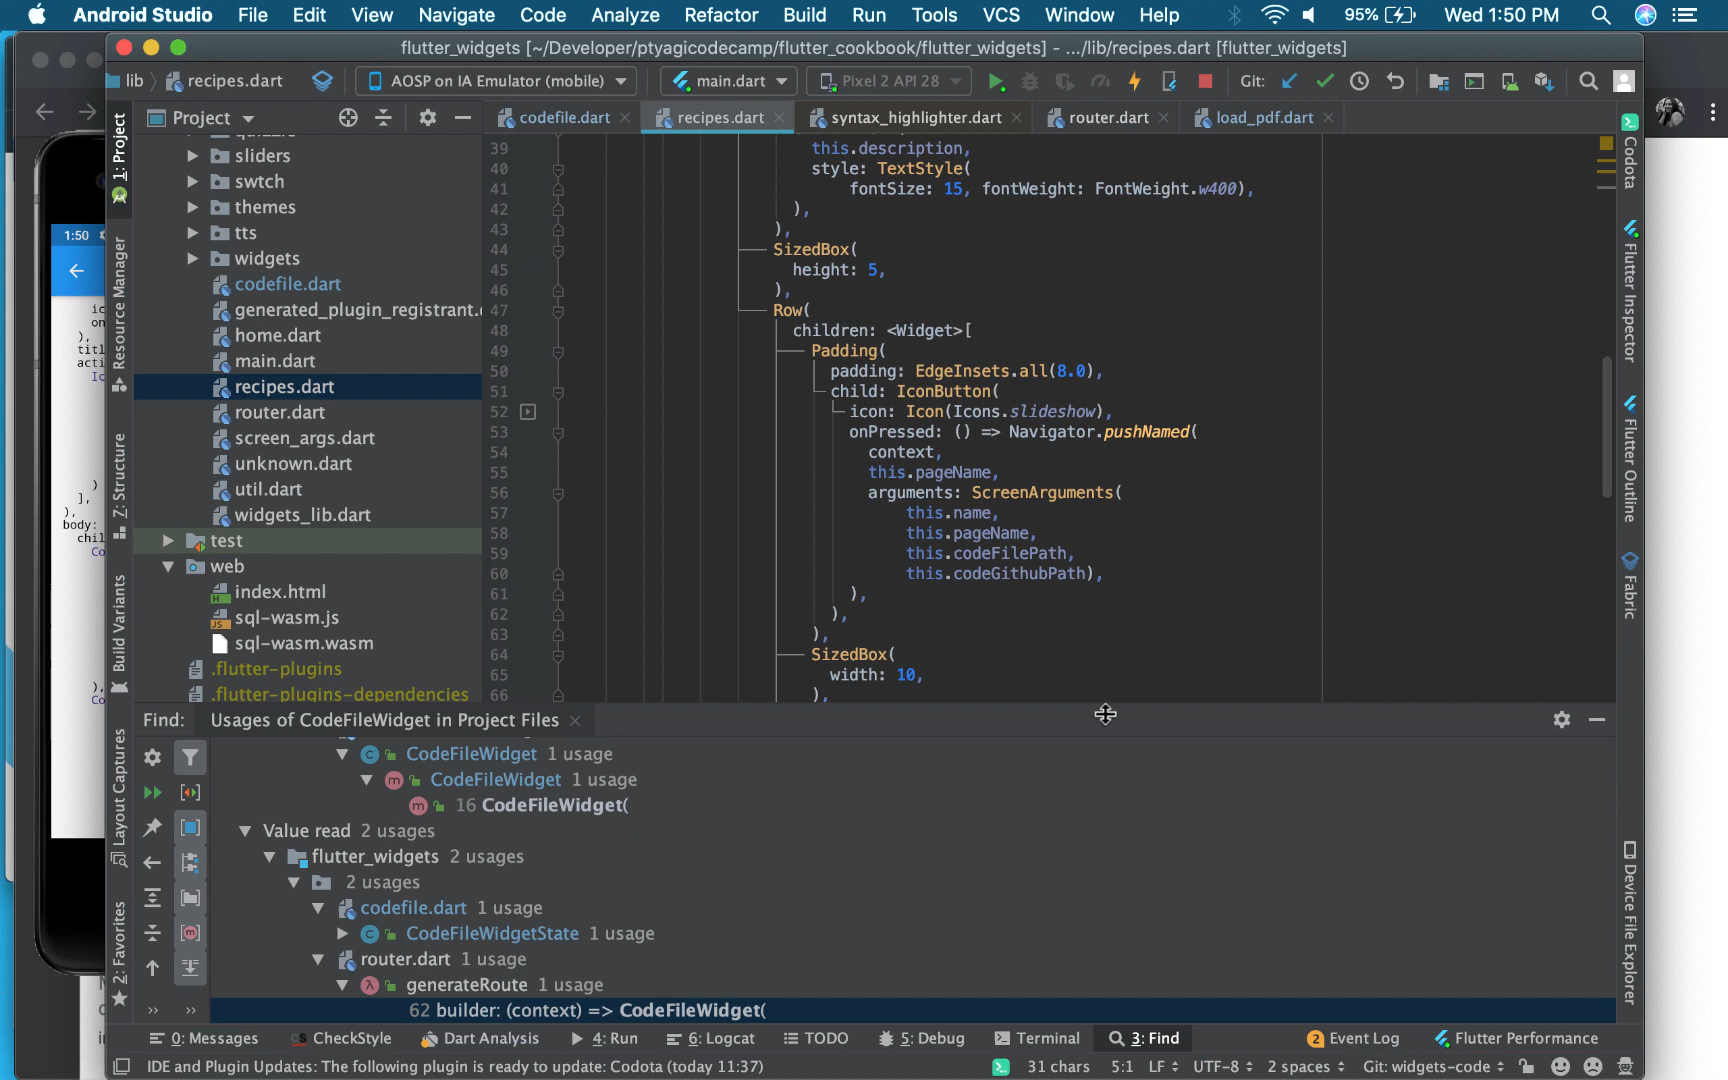 Android Studio File Edit View Navigate Code Analyze Refactor Build Run Tools VCS Window Help 95% Wed 1:50 PM
flutter_widgets [~/Developer/ptyagicodecamp/flutter_cookbook/flutter_widgets] - .../lib/recipes.dart [flutter_widgets]
lib recipes.dart AOSP on IA Emulator (mobile) main.dart Pixel 2 API 28 Git:
Project codefile.dart recipes.dart syntax_highlighter.dart router.dart load_pdf.dart
sliders
swtch
themes
tts
widgets
codefile.dart
generated_plugin_registrant.
home.dart
main.dart
recipes.dart
router.dart
screen_args.dart
unknown.dart
util.dart
widgets_lib.dart
test
web
index.html
sql-wasm.js
sql-wasm.wasm
.flutter-plugins
.flutter-plugins-dependencies
39 this.description,
40 style: TextStyle(
41 fontSize: 15, fontWeight: FontWeight.w400),
42 ),
43 ),
44 SizedBox(
45 height: 5,
46 ),
47 Row(
48 children: <Widget>[
49 Padding(
50 padding: EdgeInsets.all(8.0),
51 child: IconButton(
52 icon: Icon(Icons.slideshow),
53 onPressed: () => Navigator.pushNamed(
54 context,
55 this.pageName,
56 arguments: ScreenArguments(
57 this.name,
58 this.pageName,
59 this.codeFilePath,
60 this.codeGithubPath),
61 ),
62 ),
63 ),
64 SizedBox(
65 width: 10,
66 ),
1: Project
Resource Manager
Z: Structure
Build Variants
Layout Captures
2: Favorites
Codota
Flutter Inspector
Flutter Outline
Fabric
Device File Explorer
1:50
ic
on
),
titl
acti
Ic
)
],
),
body:
chil
Co
),
Co
Find: Usages of CodeFileWidget in Project Files
CodeFileWidget 1 usage
CodeFileWidget 1 usage
16 CodeFileWidget(
Value read 2 usages
flutter_widgets 2 usages
2 usages
codefile.dart 1 usage
CodeFileWidgetState 1 usage
router.dart 1 usage
generateRoute 1 usage
62 builder: (context) => CodeFileWidget(
0: Messages CheckStyle Dart Analysis 4: Run 6: Logcat TODO 5: Debug Terminal 3: Find 2 Event Log Flutter Performance
IDE and Plugin Updates: The following plugin is ready to update: Codota (today 11:37) 31 chars 5:1 LF UTF-8 2 spaces Git: widgets-code